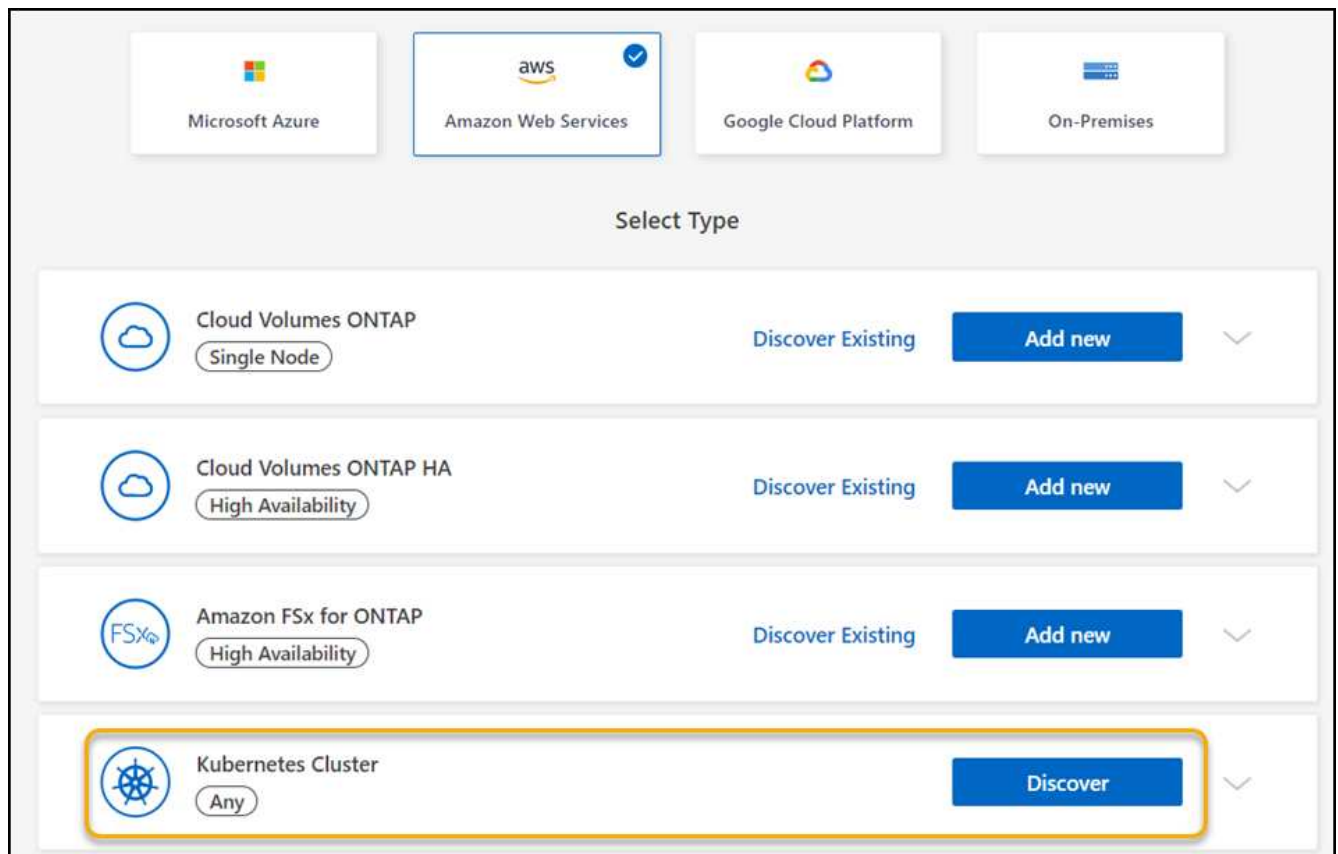 aws
Microsoft Azure
Amazon Web Services
Google Cloud Platform
On-Premises
Select Type
Cloud Volumes ONTAP
Single Node
Discover Existing
Add new
Cloud Volumes ONTAP HA
High Availability
Discover Existing
Add new
FSx
Amazon FSx for ONTAP
High Availability
Discover Existing
Add new
Kubernetes Cluster
Any
Discover